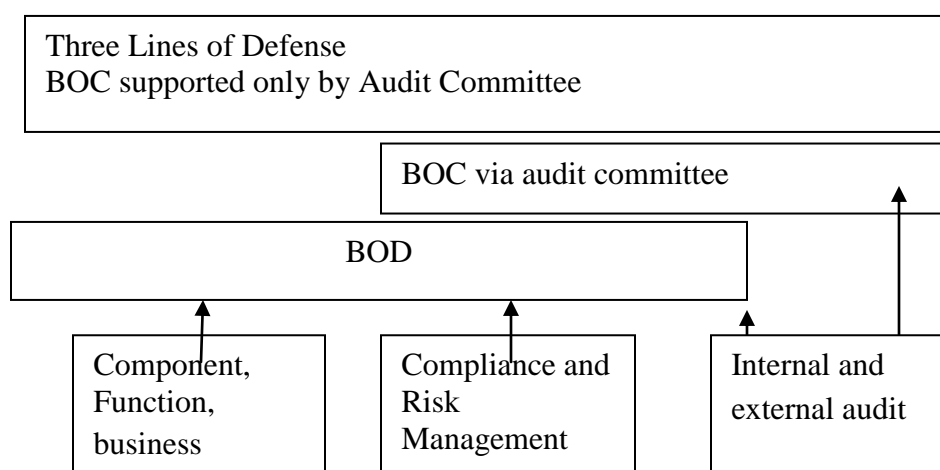 Three Lines of Defense
BOC supported only by Audit Committee
BOC via audit committee
BOD
Component,
Function,
business
Compliance and
Risk
Management
Internal and
external audit